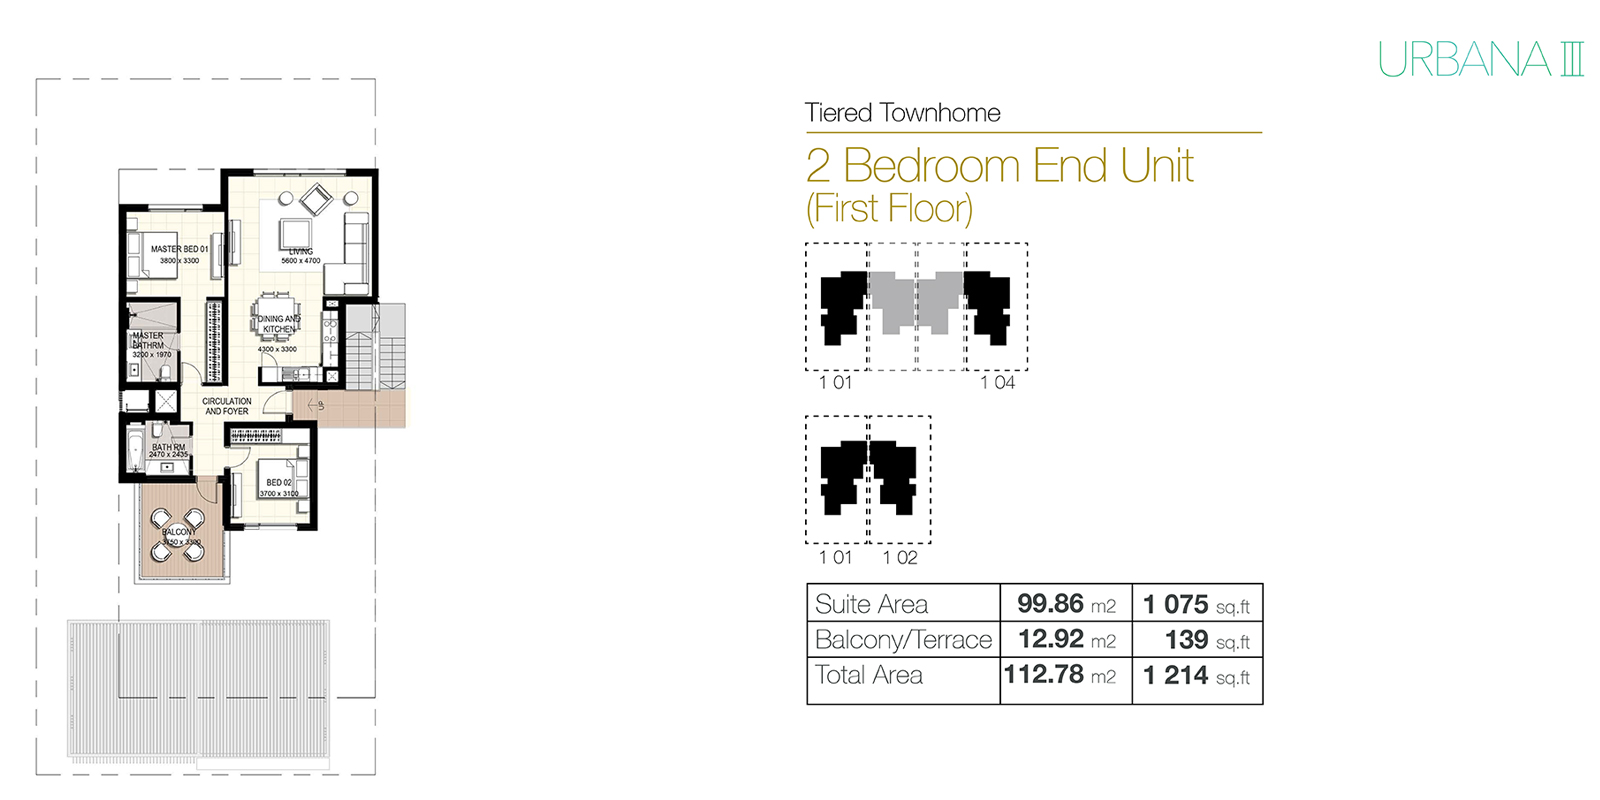 URBANA III
Tiered Townhome
2 Bedroom End Unit
(First Floor)
1 01
1 04
1 01
1 02
Suite Area 99.86 m2 1 075 sq.ft
Balcony/Terrace 12.92 m2 139 sq.ft
Total Area 112.78 m2 1 214 sq.ft
MASTER BED 01
3800 x 3300
LIVING
5600 x 4700
DINING AND
KITCHEN
4300 x 3300
MASTER
BATHRM
3200 x 1970
CIRCULATION
AND FOYER
UP
BATH RM
2470 x 2435
BED 02
3700 x 3100
BALCONY
3750 x 3300